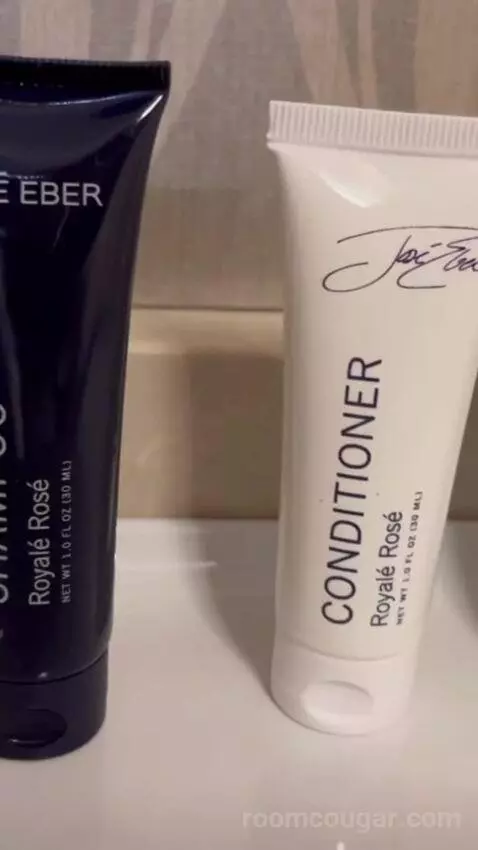 EBER
Royalé Rosé
NET WT 1.0 FL OZ (30 ML)
CONDITIONER
Royalé Rosé
NET WT 1.0 FL OZ (30 ML)
roomcougar.com